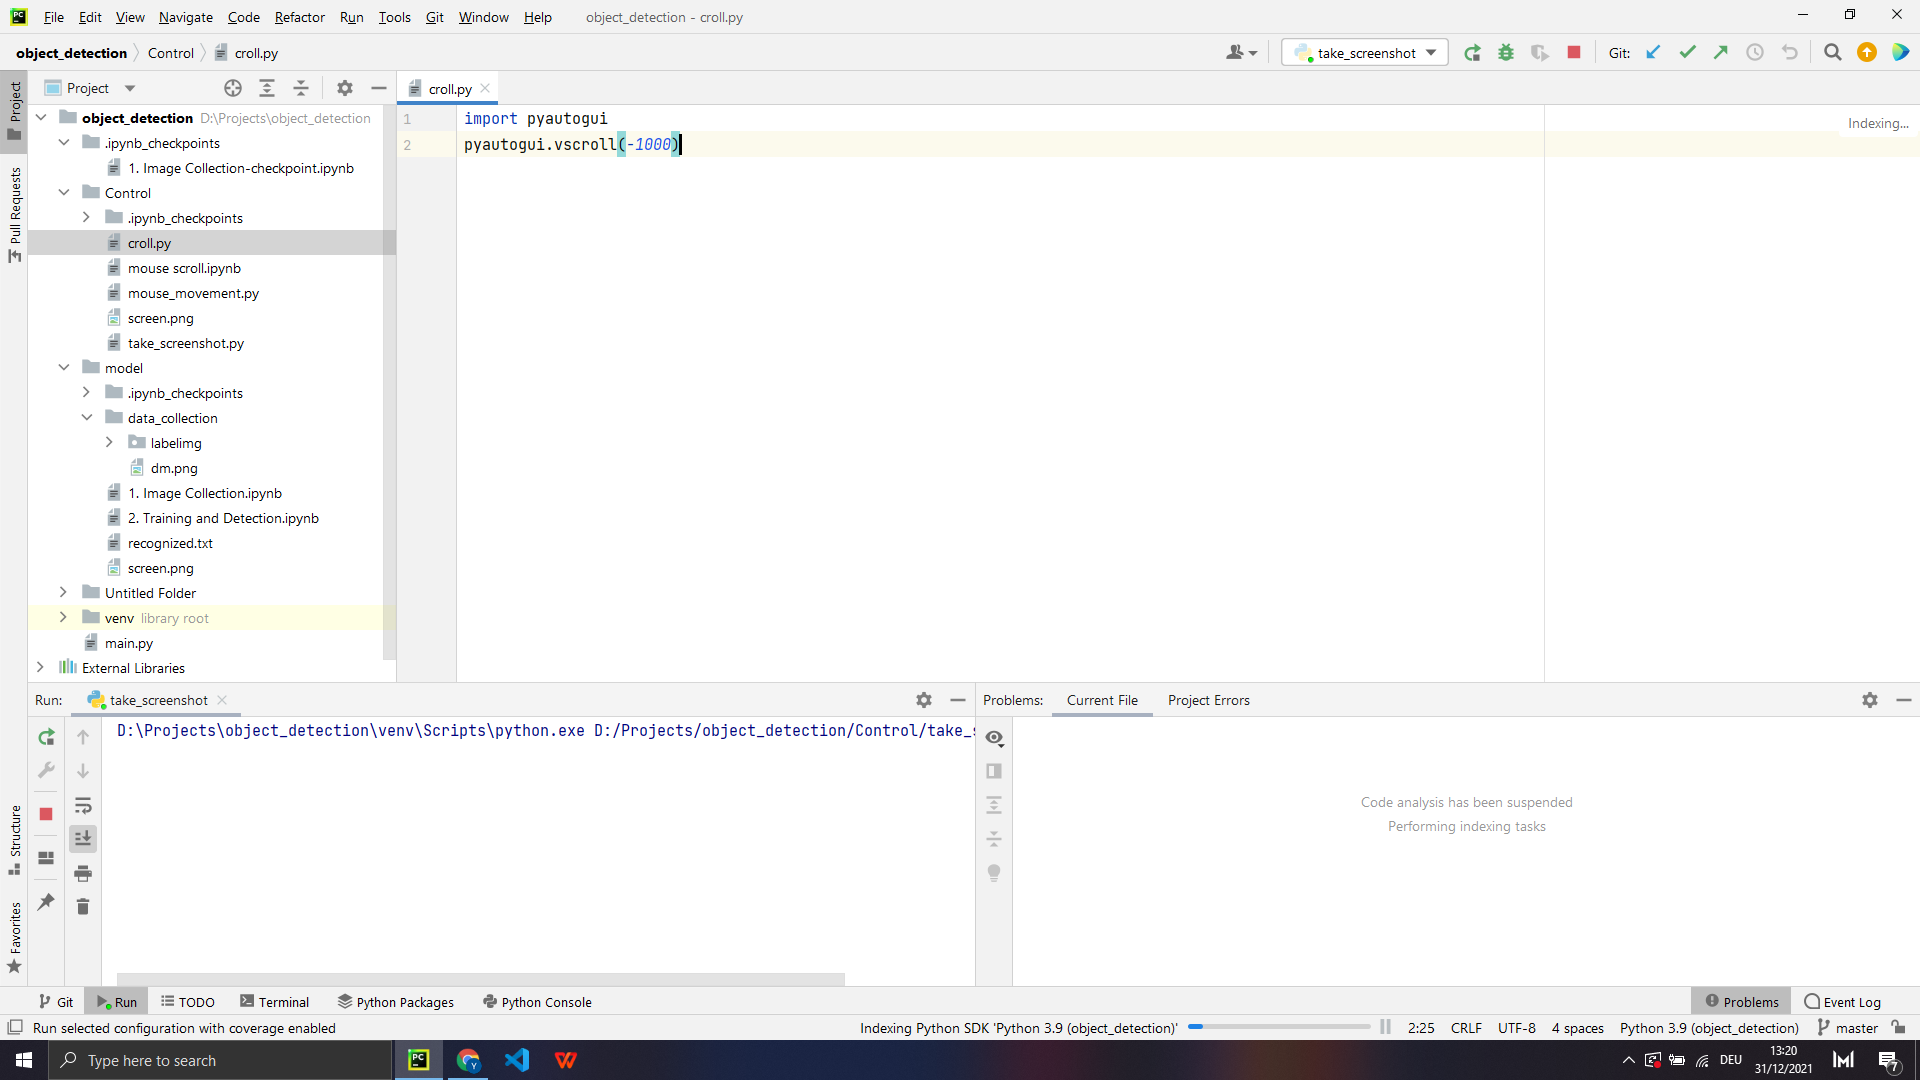 File Edit View Navigate Code Refactor Run Tools Git Window Help object_detection - croll.py
object_detection Control croll.py take_screenshot Git:
Project
croll.py
Project
Pull Requests
Structure
Favorites
object_detection D:\Projects\object_detection
.ipynb_checkpoints
1. Image Collection-checkpoint.ipynb
Control
.ipynb_checkpoints
croll.py
mouse scroll.ipynb
mouse_movement.py
screen.png
take_screenshot.py
model
.ipynb_checkpoints
data_collection
labelimg
dm.png
1. Image Collection.ipynb
2. Training and Detection.ipynb
recognized.txt
screen.png
Untitled Folder
venv library root
main.py
External Libraries
1 import pyautogui
2 pyautogui.vscroll(-1000)
Indexing...
Run: take_screenshot
D:\Projects\object_detection\venv\Scripts\python.exe D:/Projects/object_detection/Control/take_s
Problems: Current File Project Errors
Code analysis has been suspended
Performing indexing tasks
Git Run TODO Terminal Python Packages Python Console Problems Event Log
Run selected configuration with coverage enabled Indexing Python SDK 'Python 3.9 (object_detection)' 2:25 CRLF UTF-8 4 spaces Python 3.9 (object_detection) master
Type here to search
PC
Y
DEU
13:20
31/12/2021
7